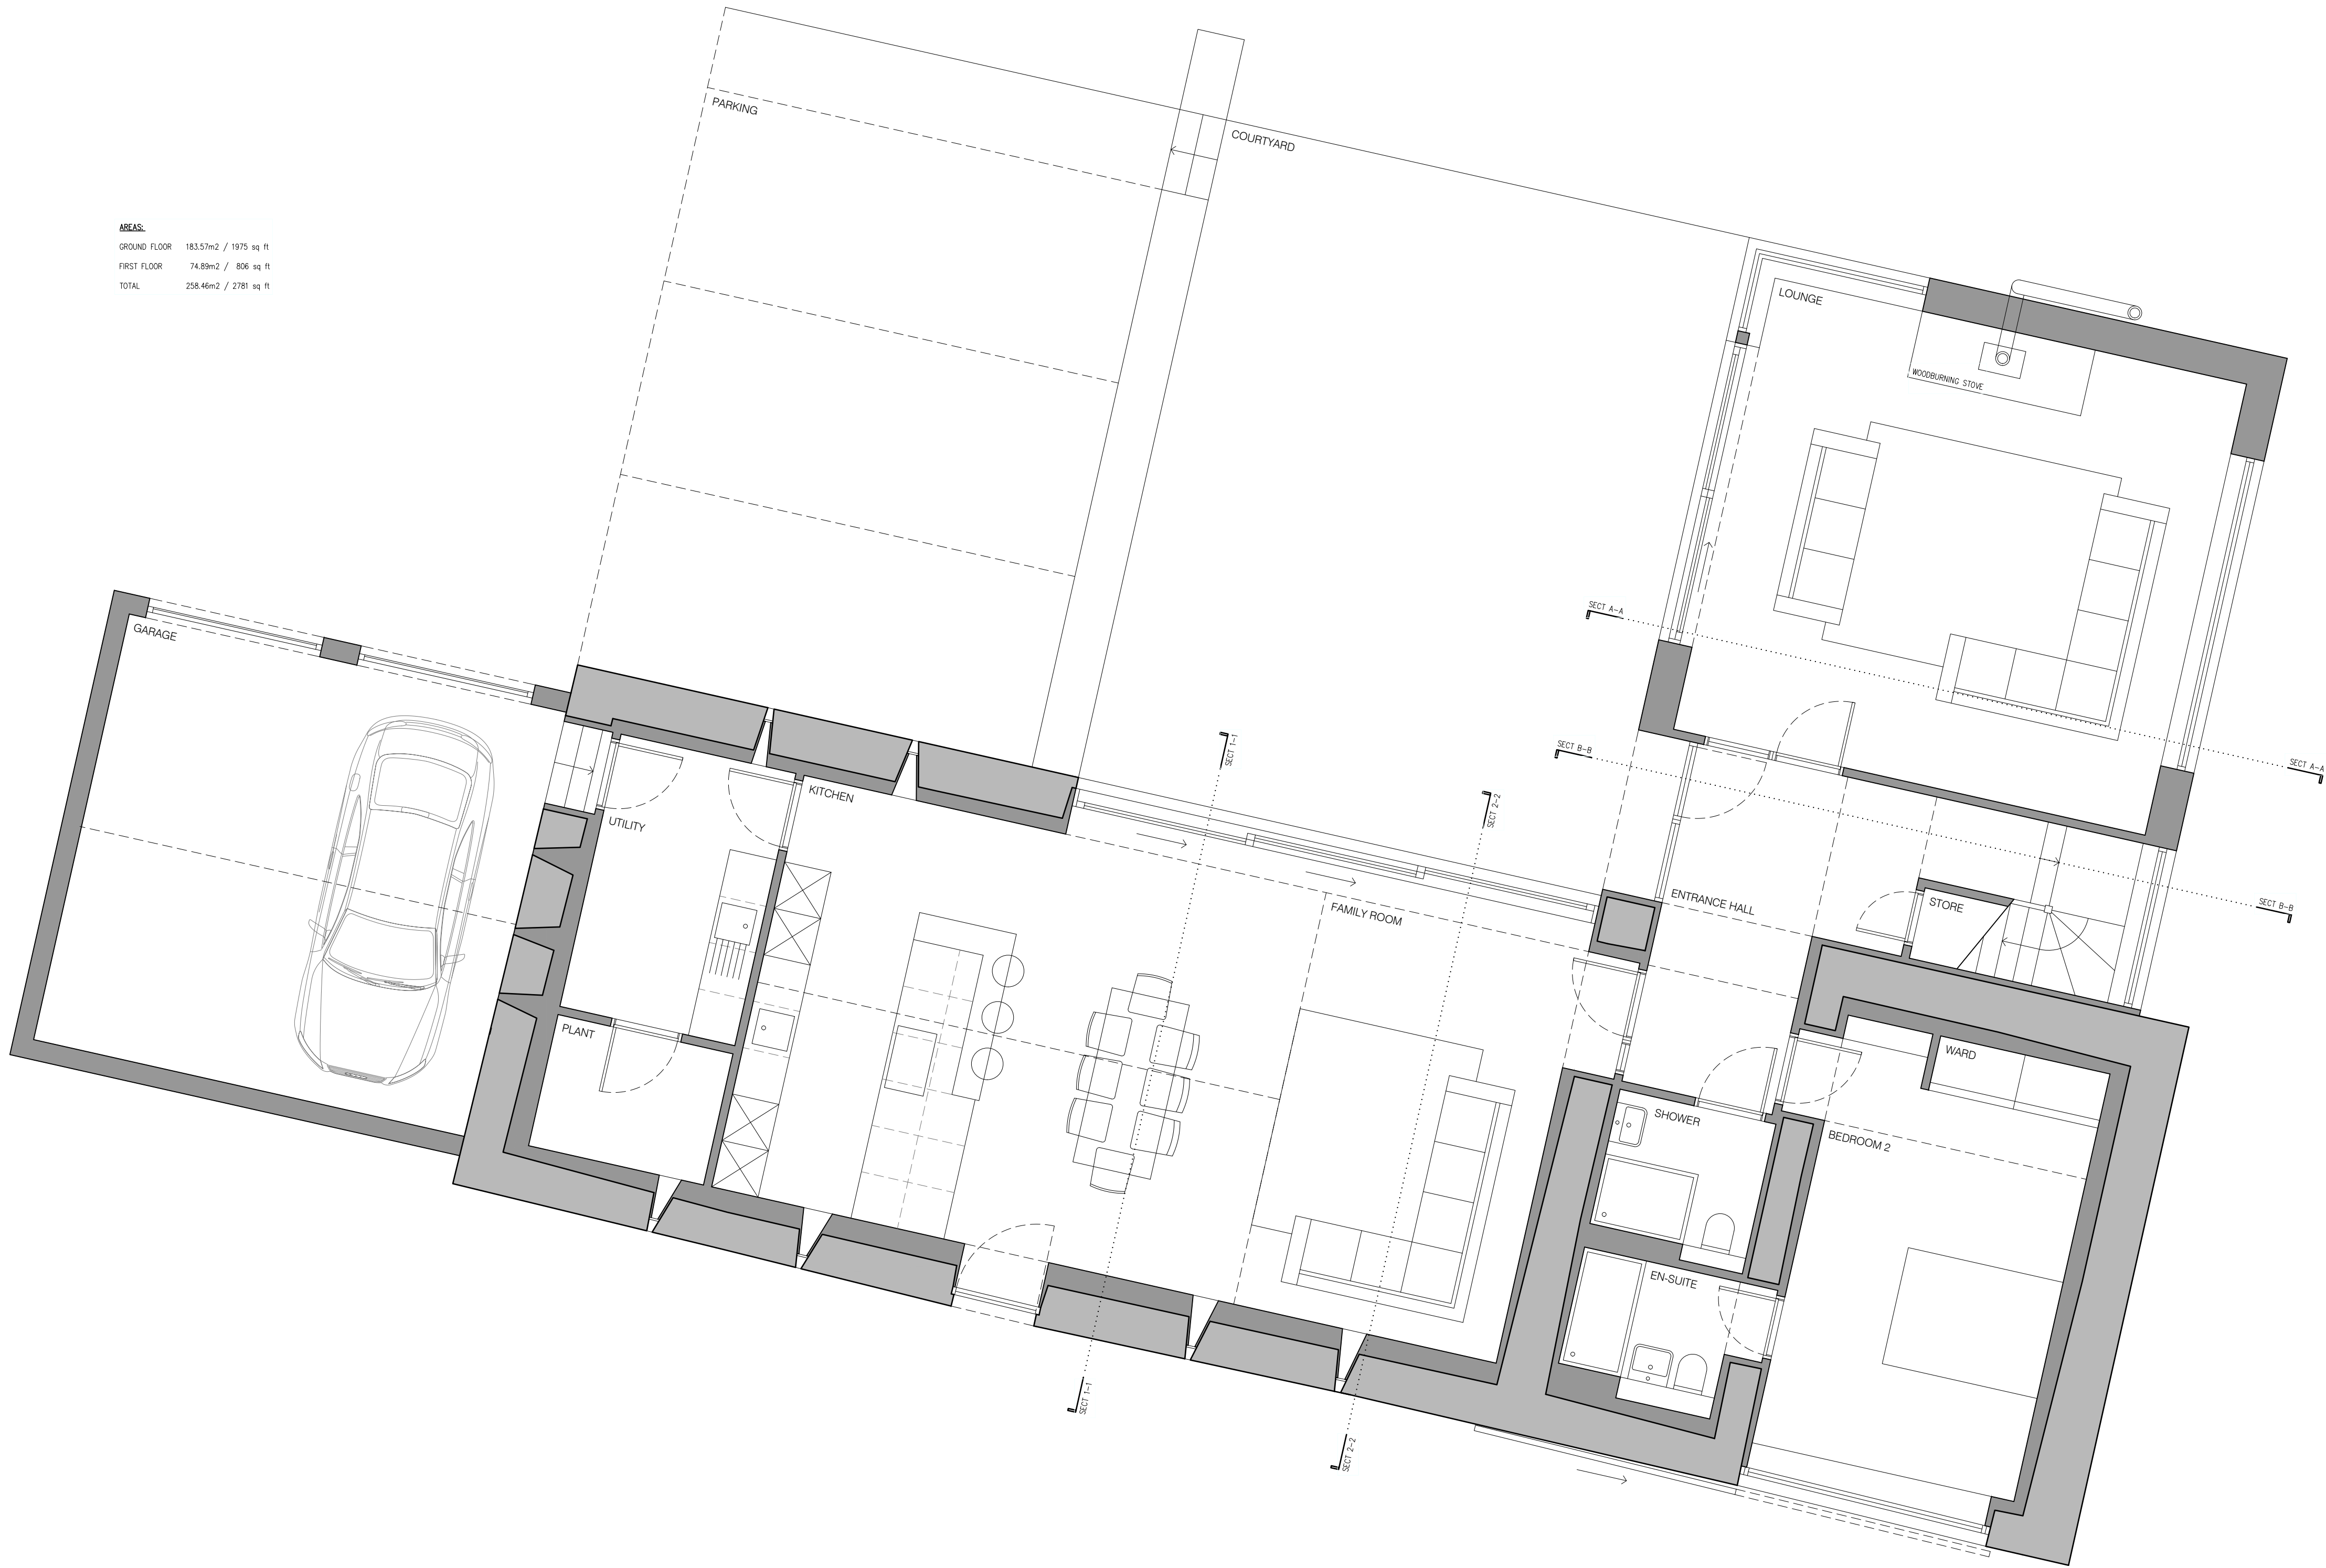 PARKING
COURTYARD
AREAS:
GROUND FLOOR 183.57m2 / 1975 sq ft
FIRST FLOOR 74.89m2 / 806 sq ft
TOTAL 258.46m2 / 2781 sq ft
LOUNGE
WOODBURNING STOVE
SECT A-A
SECT A-A
GARAGE
SECT 1-1
SECT B-B
SECT B-B
SECT 2-2
KITCHEN
UTILITY
FAMILY ROOM
ENTRANCE HALL
STORE
PLANT
WARD
SHOWER
BEDROOM 2
EN-SUITE
SECT 1-1
SECT 2-2